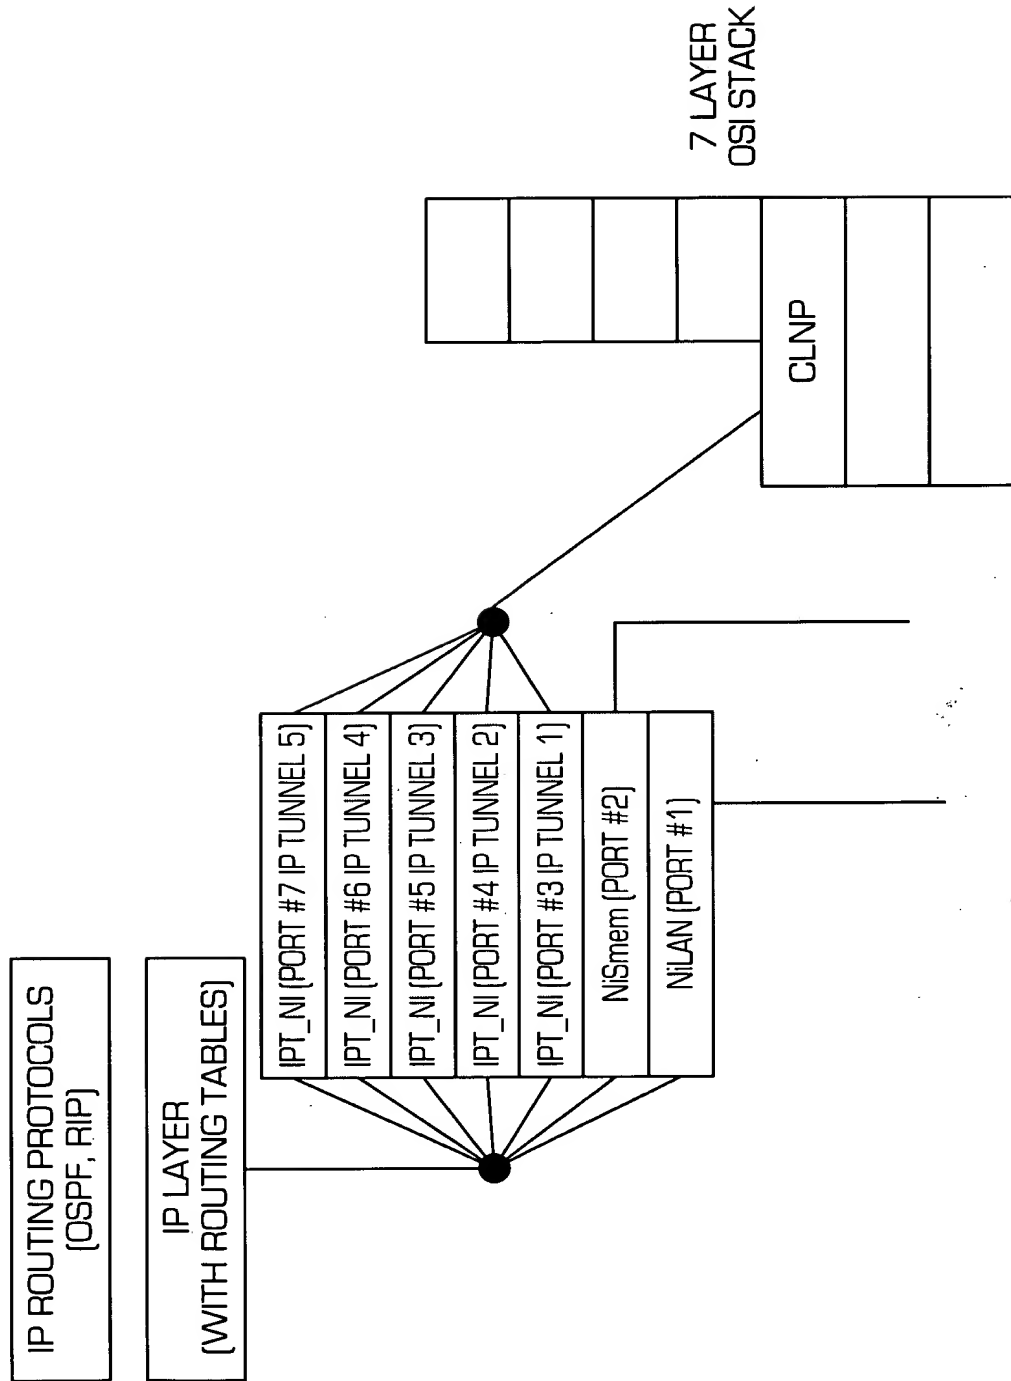 IP ROUTING PROTOCOLS
(OSPF, RIP)
IP LAYER
(WITH ROUTING TABLES)
IPT_NI (PORT #7 IP TUNNEL 5)
IPT_NI (PORT #6 IP TUNNEL 4)
IPT_NI (PORT #5 IP TUNNEL 3)
IPT_NI (PORT #4 IP TUNNEL 2)
IPT_NI (PORT #3 IP TUNNEL 1)
NiSmem (PORT #2)
NiLAN (PORT #1)
CLNP
7 LAYER
OSI STACK